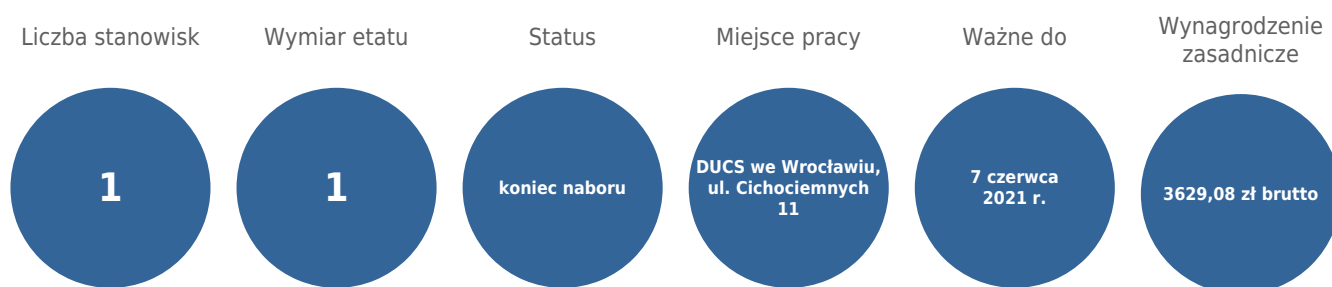 Liczba stanowisk
1
Wymiar etatu
1
Status
koniec naboru
Miejsce pracy
DUCS we Wrocławiu,
ul. Cichociemnych
11
Ważne do
7 czerwca
2021 r.
Wynagrodzenie
zasadnicze
3629,08 zł brutto